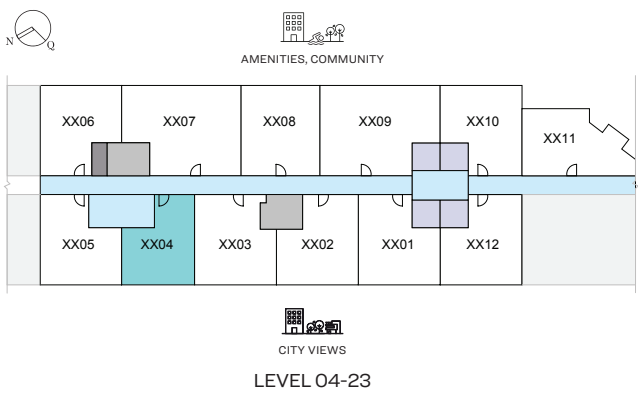 N
Q
AMENITIES, COMMUNITY
XX06
XX07
XX08
XX09
XX10
XX11
XX05
XX04
XX03
XX02
XX01
XX12
CITY VIEWS
LEVEL 04-23